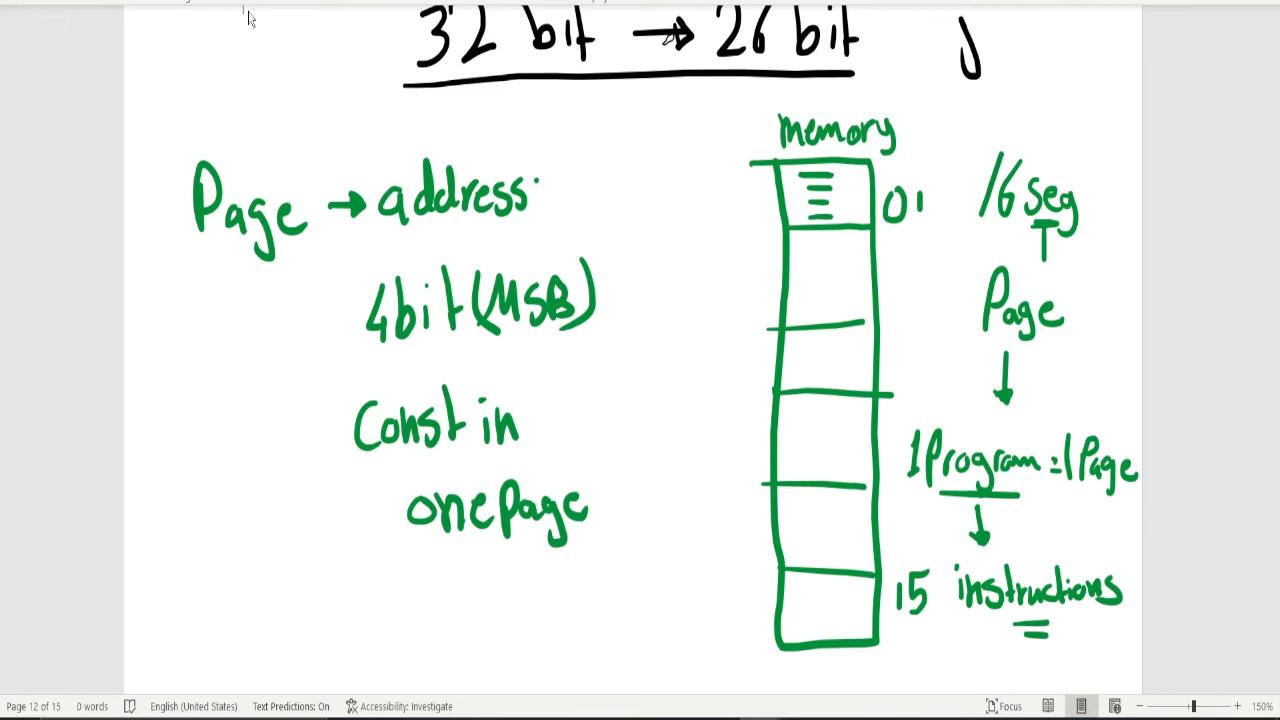 32 bit → 26 bit J
memory
Page → address
01
16 seg
4bit (MSB)
Page
Const in
1 Program = 1 Page
one Page
15 instructions
Page 12 of 15 0 words English (United States) Text Predictions: On Accessibility: Investigate Focus 150%